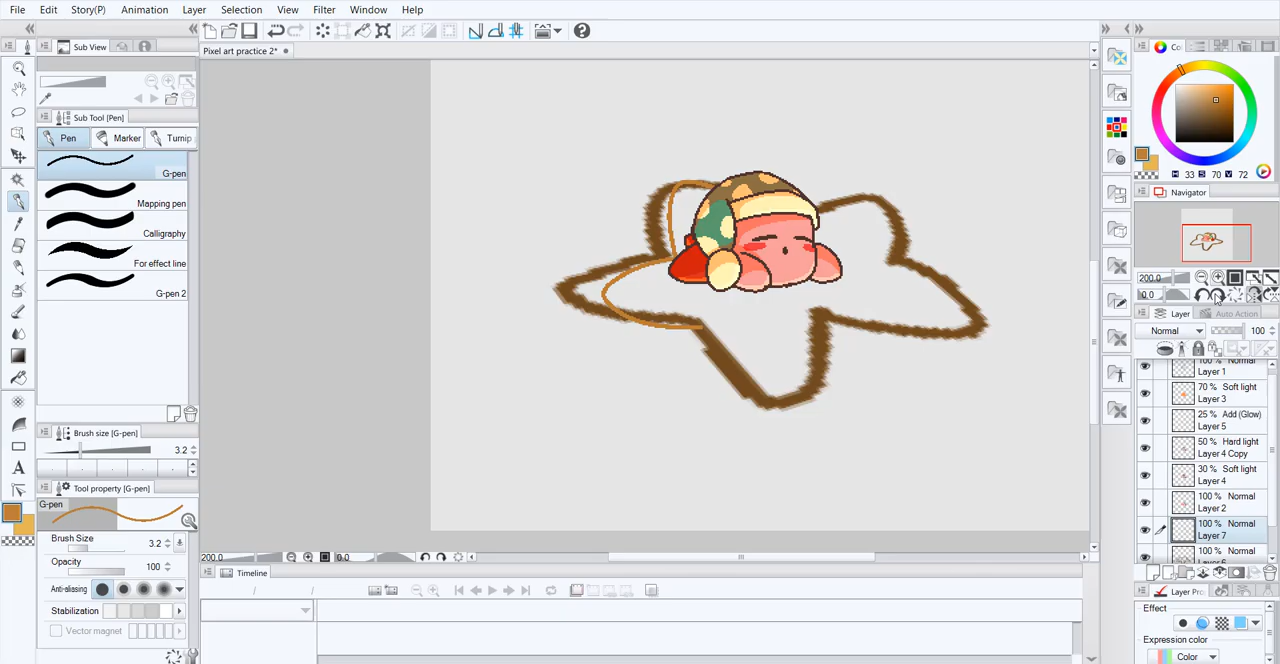 File Edit Story(P) Animation Layer Selection View Filter Window Help
Pixel art practice 2*
Sub View
Sub Tool [Pen]
Pen Marker Turnip
G-pen
Mapping pen
Calligraphy
For effect line
G-pen 2
Brush size [G-pen]
3.2
Tool property [G-pen]
G-pen
Brush Size 3.2
Opacity 100
Anti-aliasing
Stabilization
Vector magnet
200.0 0.0
Timeline
Co
H 33 S 70 V 72
Navigator
200.0
0.0
Layer Auto Action
Normal 100
100 % Normal
Layer 1
70 % Soft light
Layer 3
25 % Add (Glow)
Layer 5
50 % Hard light
Layer 4 Copy
30 % Soft light
Layer 4
100 % Normal
Layer 2
100 % Normal
Layer 7
100 % Normal
Layer 6
Layer Pro
Effect
Expression color
Color